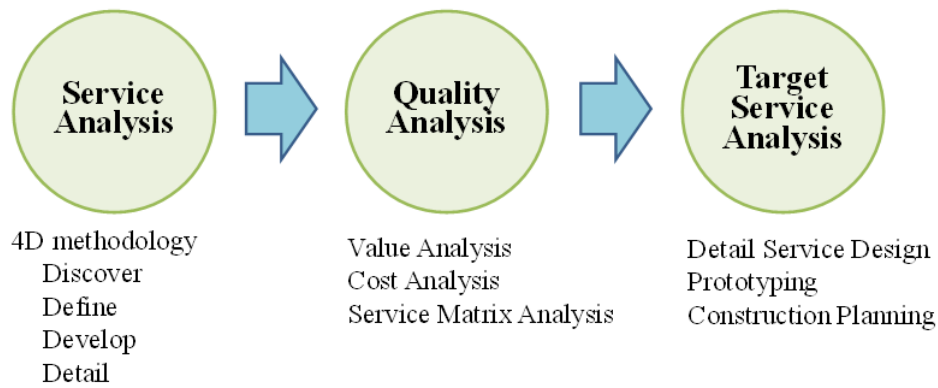 Service
Analysis
4D methodology
Discover
Define
Develop
Detail
Quality
Analysis
Value Analysis
Cost Analysis
Service Matrix Analysis
Target
Service
Analysis
Detail Service Design
Prototyping
Construction Planning